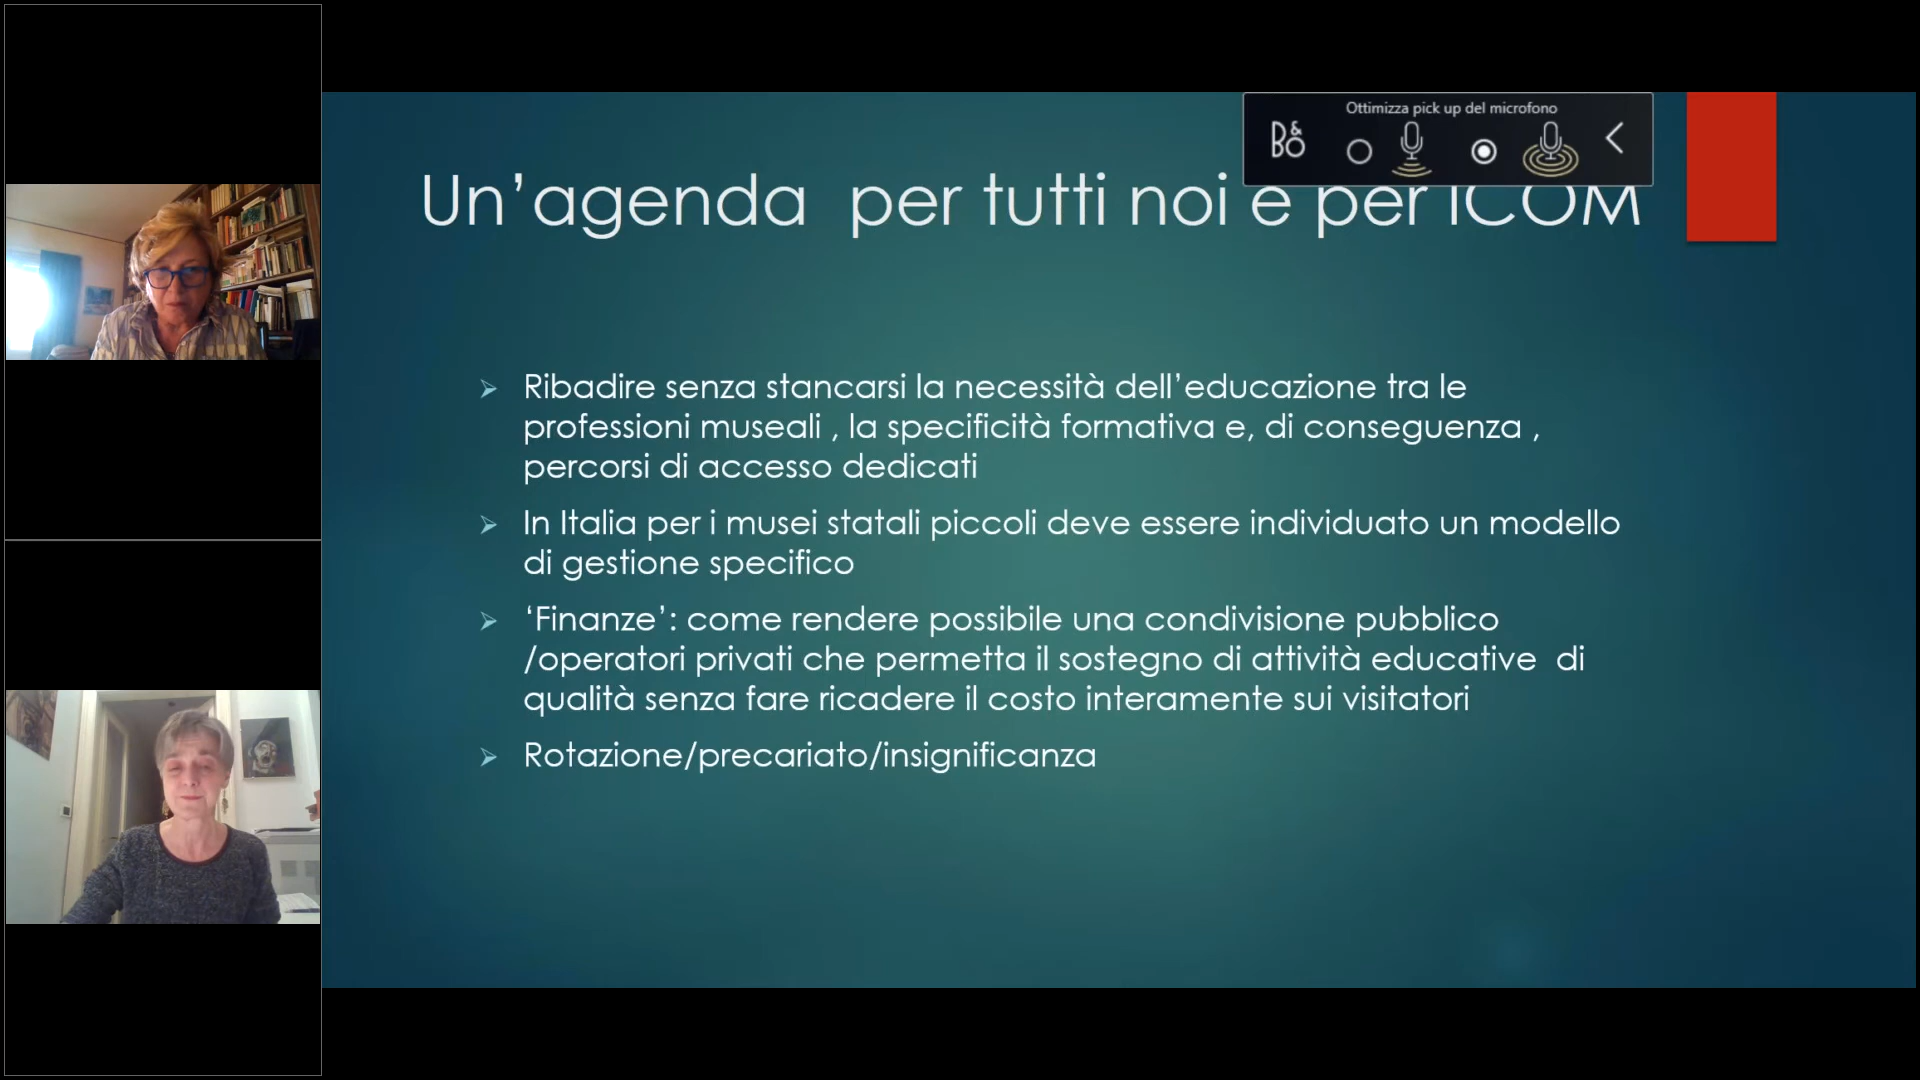 Ottimizza pick up del microfono
B&O
Un’agenda  per tutti noi e per ICOM
Ribadire senza stancarsi la necessità dell’educazione tra le
professioni museali , la specificità formativa e, di conseguenza ,
percorsi di accesso dedicati
In Italia per i musei statali piccoli deve essere individuato un modello
di gestione specifico
‘Finanze’: come rendere possibile una condivisione pubblico
/operatori privati che permetta il sostegno di attività educative  di
qualità senza fare ricadere il costo interamente sui visitatori
Rotazione/precariato/insignificanza